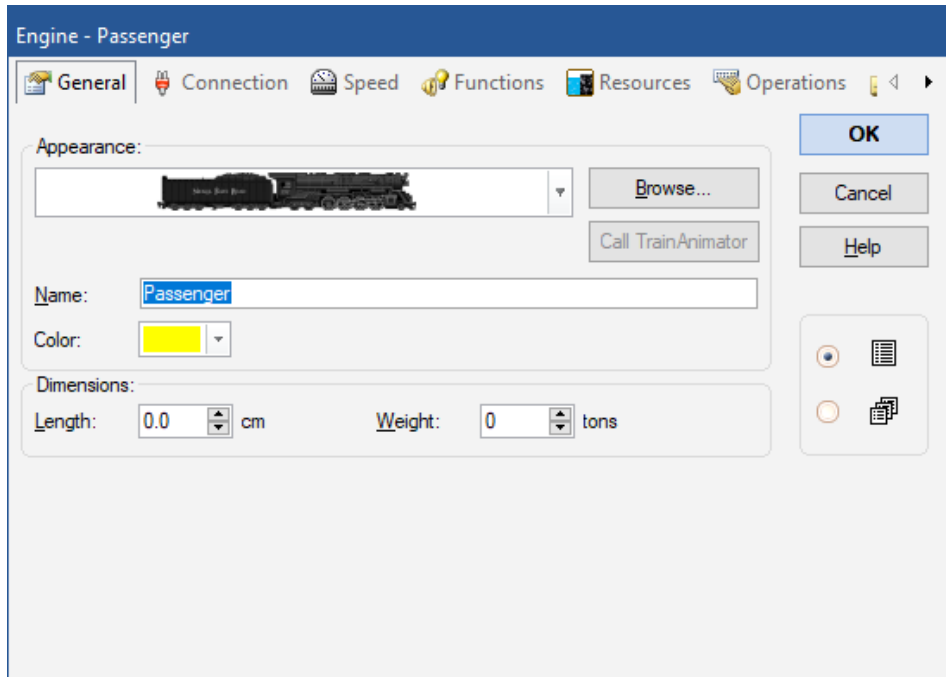 Engine - Passenger
General Connection Speed Functions Resources Operations
Appearance:
OK
Browse...
Cancel
Call TrainAnimator
Help
Name: Passenger
Color:
Dimensions:
Length: 0.0 cm Weight: 0 tons